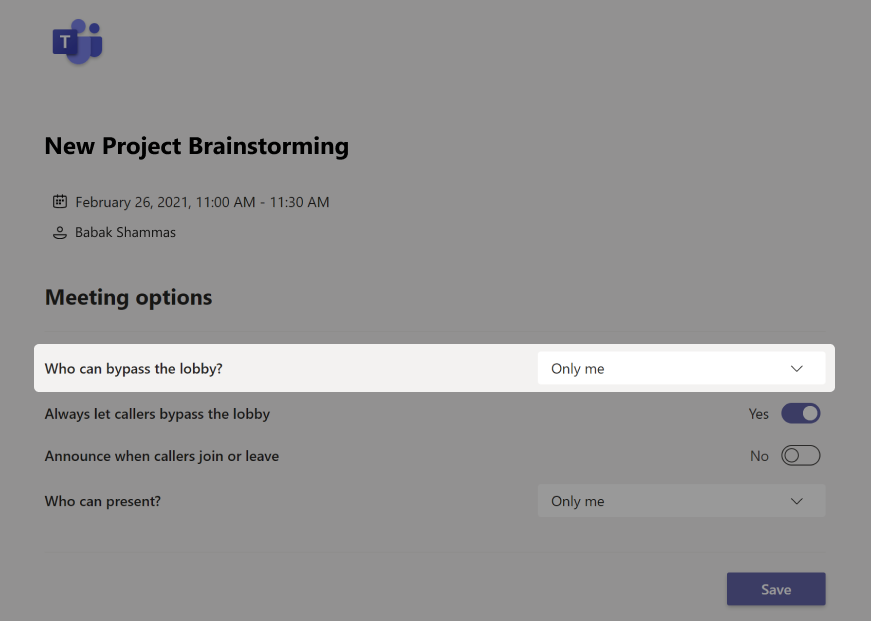 T
New Project Brainstorming
February 26, 2021, 11:00 AM - 11:30 AM
Babak Shammas
Meeting options
Who can bypass the lobby? Only me
Always let callers bypass the lobby Yes
Announce when callers join or leave No
Who can present? Only me
Save